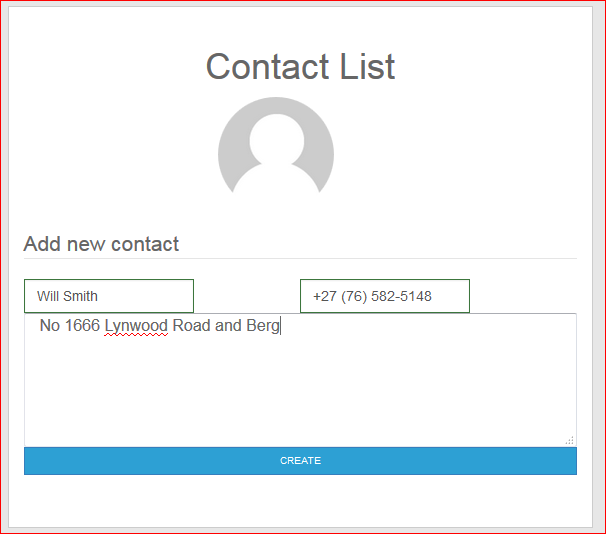 Contact List
Add new contact
Will Smith
+27 (76) 582-5148
No 1666 Lynwood Road and Berg
CREATE